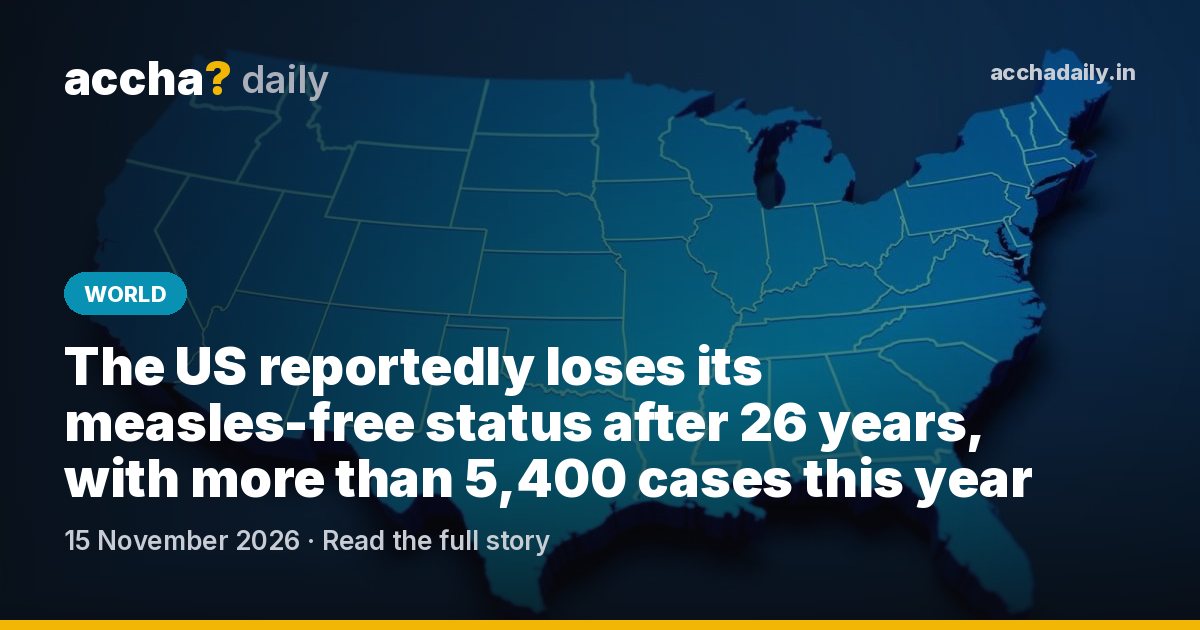 accha? daily
acchadaily.in
WORLD
The US reportedly loses its
measles-free status after 26 years,
with more than 5,400 cases this year
15 November 2026 · Read the full story